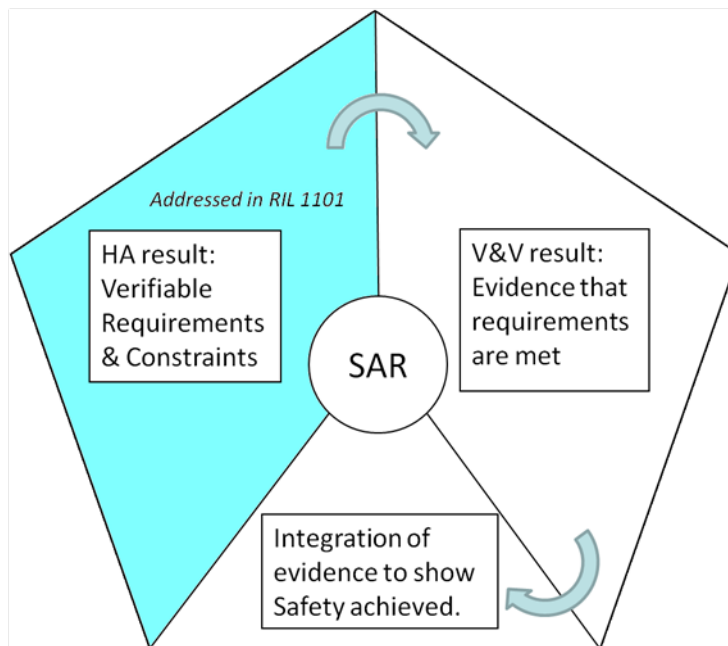 Addressed in RIL 1101
HA result:
Verifiable
Requirements
& Constraints
V&V result:
Evidence that
requirements
are met
SAR
Integration of
evidence to show
Safety achieved.